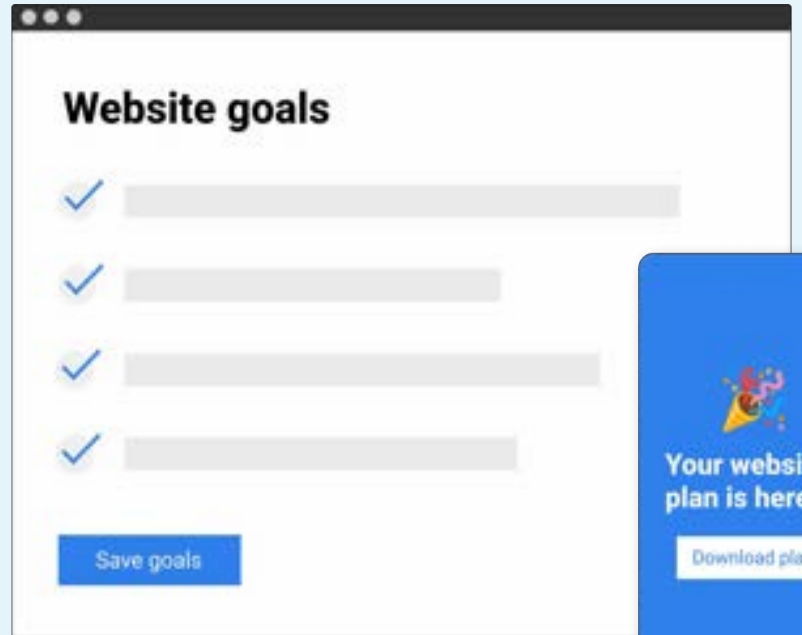 Website goals
Save goals
Your websi
plan is here
Download pla